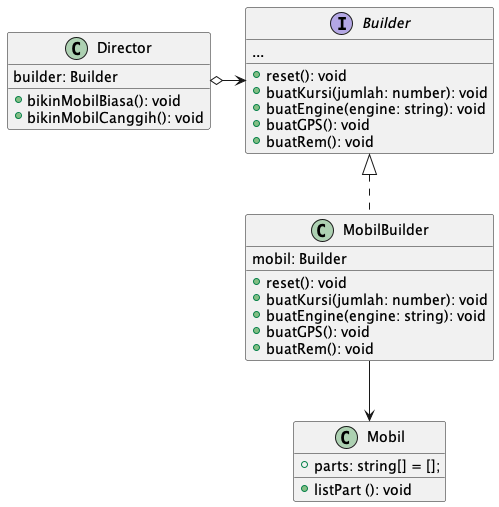 C Director
builder: Builder
bikinMobilBiasa(): void
bikinMobilCanggih(): void
I Builder
...
reset(): void
buatKursi(jumlah: number): void
buatEngine(engine: string): void
buatGPS(): void
buatRem(): void
C MobilBuilder
mobil: Builder
reset(): void
buatKursi(jumlah: number): void
buatEngine(engine: string): void
buatGPS(): void
buatRem(): void
C Mobil
parts: string[] = [];
listPart (): void